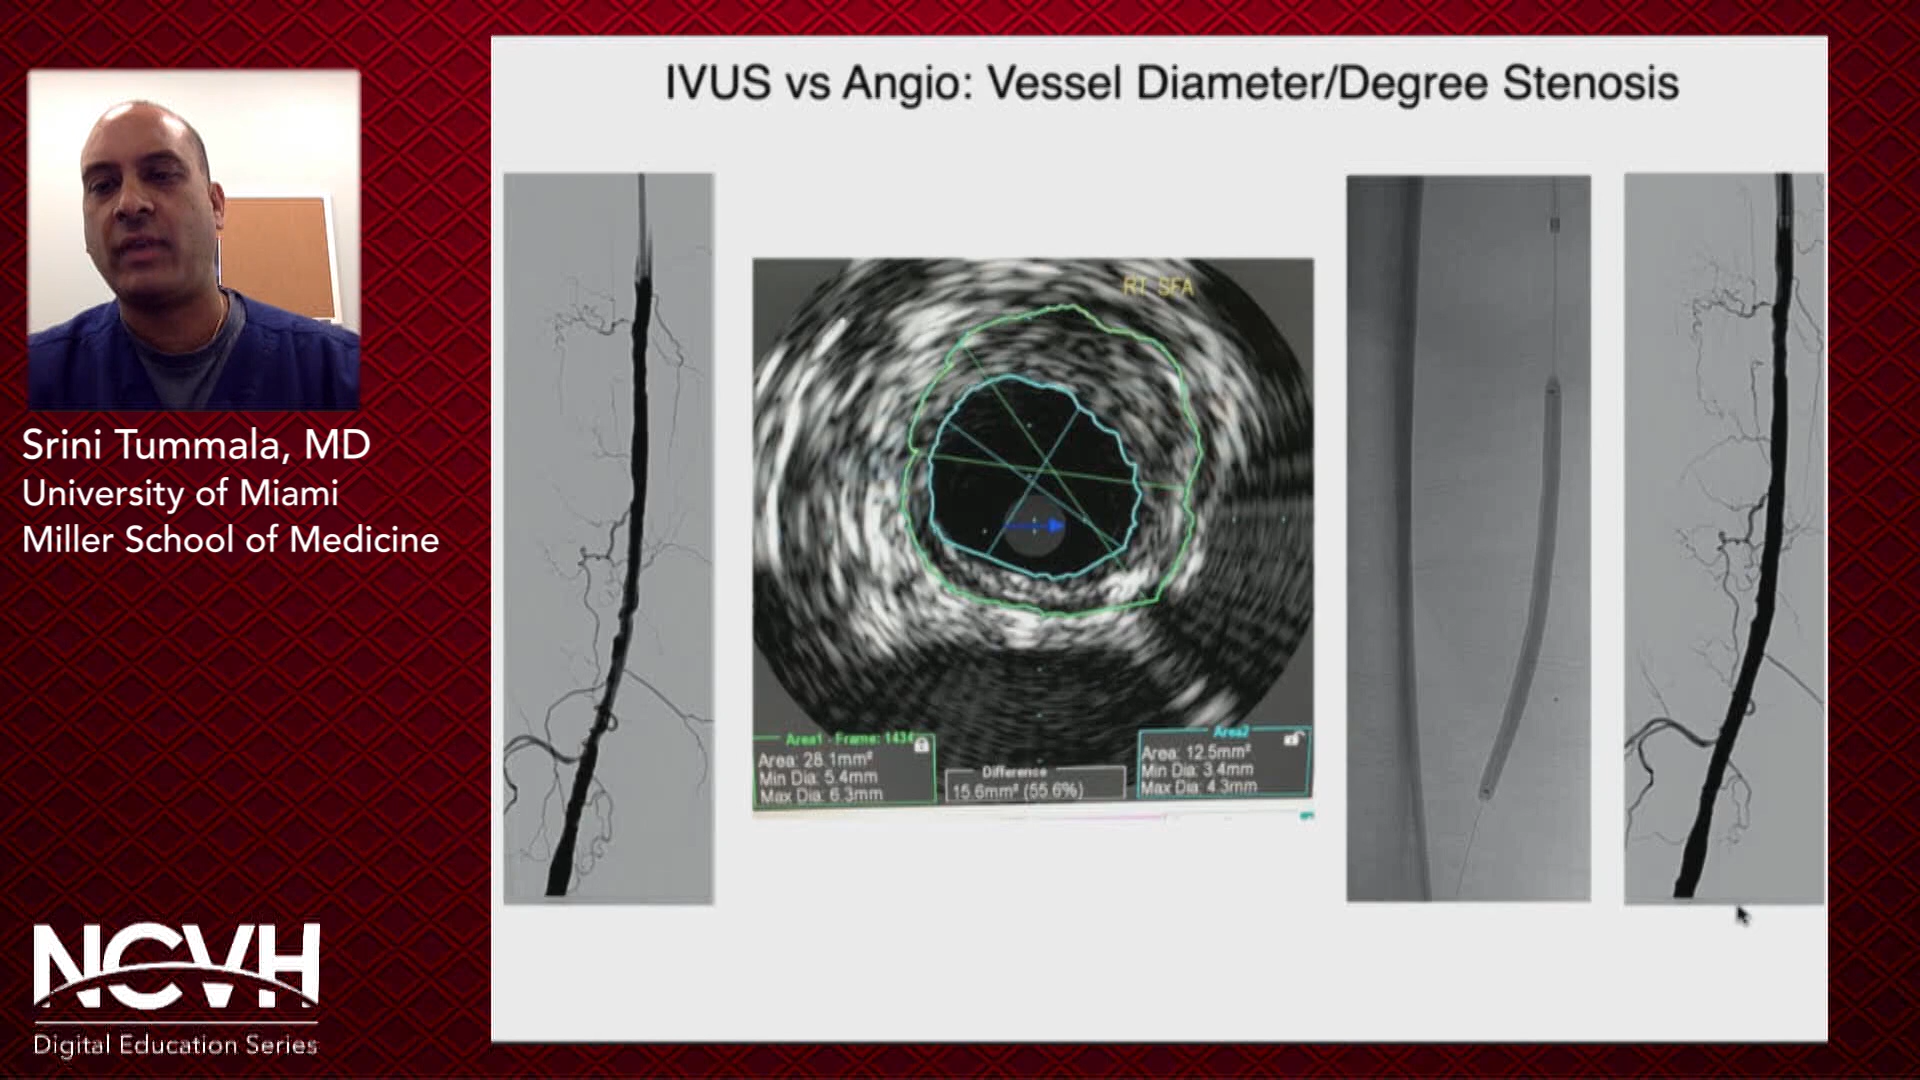 IVUS vs Angio: Vessel Diameter/Degree Stenosis
RT SFA
Area1 - Frame: 1434
Area: 28.1mm²
Min Dia: 5.4mm
Max Dia: 6.3mm
Difference
15.6mm² (55.6%)
Area2
Area: 12.5mm²
Min Dia: 3.4mm
Max Dia: 4.3mm
Srini Tummala, MD
University of Miami
Miller School of Medicine
NCVH
Digital Education Series